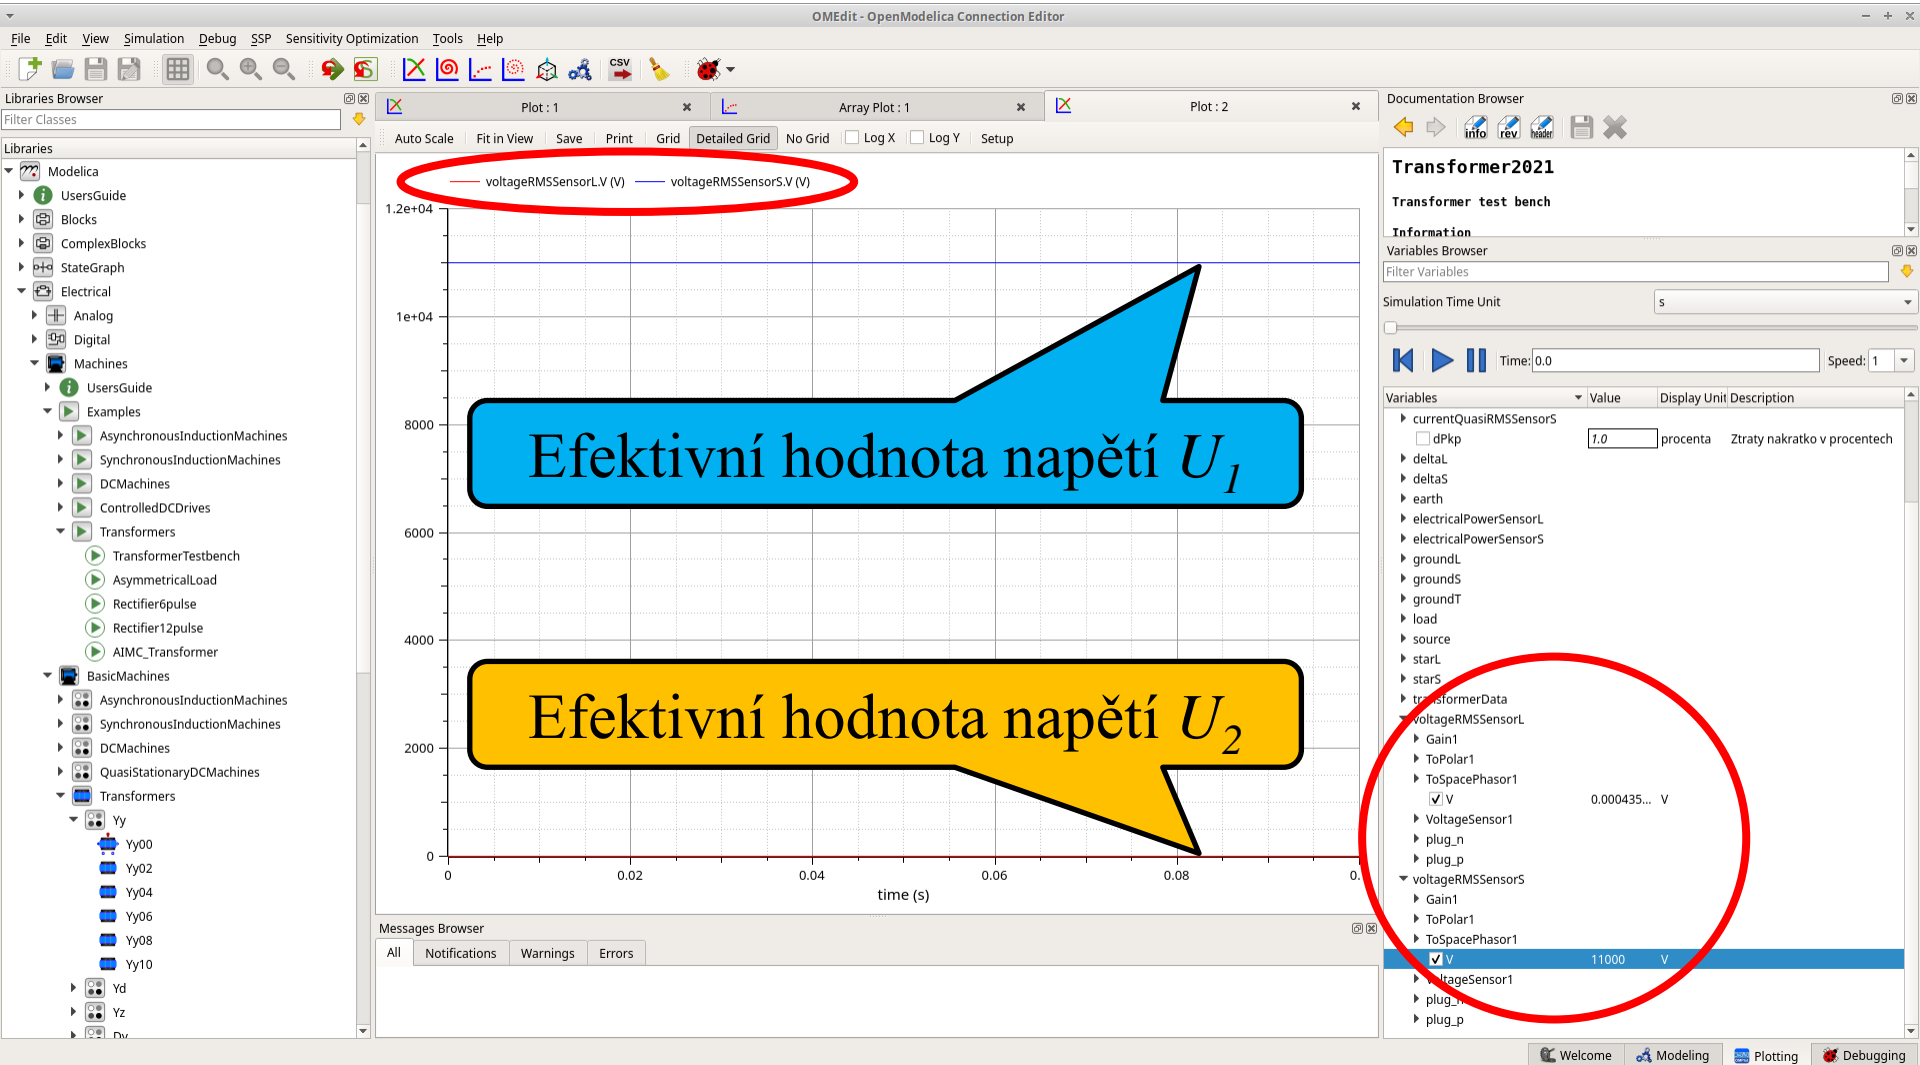 OMEdit - OpenModelica Connection Editor
File Edit View Simulation Debug SSP Sensitivity Optimization Tools Help
CSV
Libraries Browser
Filter Classes
Libraries
Modelica
UsersGuide
Blocks
ComplexBlocks
StateGraph
Electrical
Analog
Digital
Machines
UsersGuide
Examples
AsynchronousInductionMachines
SynchronousInductionMachines
DCMachines
ControlledDCDrives
Transformers
TransformerTestbench
AsymmetricalLoad
Rectifier6pulse
Rectifier12pulse
AIMC_Transformer
BasicMachines
AsynchronousInductionMachines
SynchronousInductionMachines
DCMachines
QuasiStationaryDCMachines
Transformers
Yy
Yy00
Yy02
Yy04
Yy06
Yy08
Yy10
Yd
Yz
Dy
Plot : 1 Array Plot : 1 Plot : 2
Auto Scale Fit in View Save Print Grid Detailed Grid No Grid Log X Log Y Setup
voltageRMSSensorL.V (V) voltageRMSSensorS.V (V)
1.2e+04
1e+04
8000
6000
4000
2000
0
Efektivní hodnota napětí U1
Efektivní hodnota napětí U2
0 0.02 0.04 0.06 0.08 0.
time (s)
Messages Browser
All Notifications Warnings Errors
Documentation Browser
info rev header
Transformer2021
Transformer test bench
Information
Variables Browser
Filter Variables
Simulation Time Unit s
Time: 0.0 Speed: 1
Variables Value Display Unit Description
currentQuasiRMSSensorS
dPkp 1.0 procenta Ztraty nakratko v procentech
deltaL
deltaS
earth
electricalPowerSensorL
electricalPowerSensorS
groundL
groundS
groundT
load
source
starL
starS
transformerData
voltageRMSSensorL
Gain1
ToPolar1
ToSpacePhasor1
V 0.000435... V
VoltageSensor1
plug_n
plug_p
voltageRMSSensorS
Gain1
ToPolar1
ToSpacePhasor1
V 11000 V
VoltageSensor1
plug_n
plug_p
Welcome Modeling Plotting Debugging